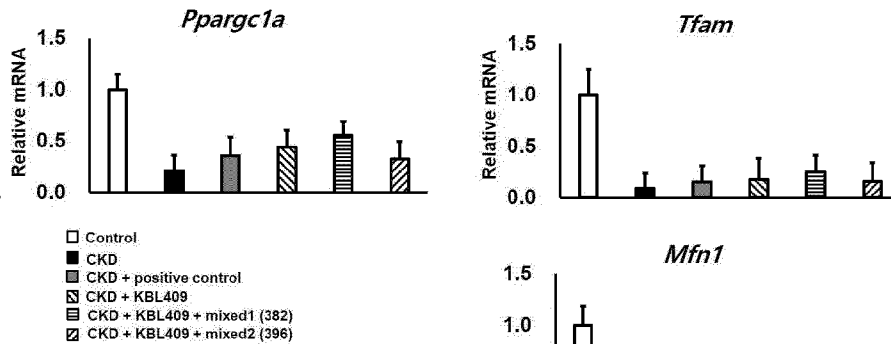 Ppargc1a
Relative mRNA
1.5
1.0
0.5
0.0
Tfam
Relative mRNA
1.5
1.0
0.5
0.0
Control
CKD
CKD + positive control
CKD + KBL409
CKD + KBL409 + mixed1 (382)
CKD + KBL409 + mixed2 (396)
Mfn1
1.5
1.0